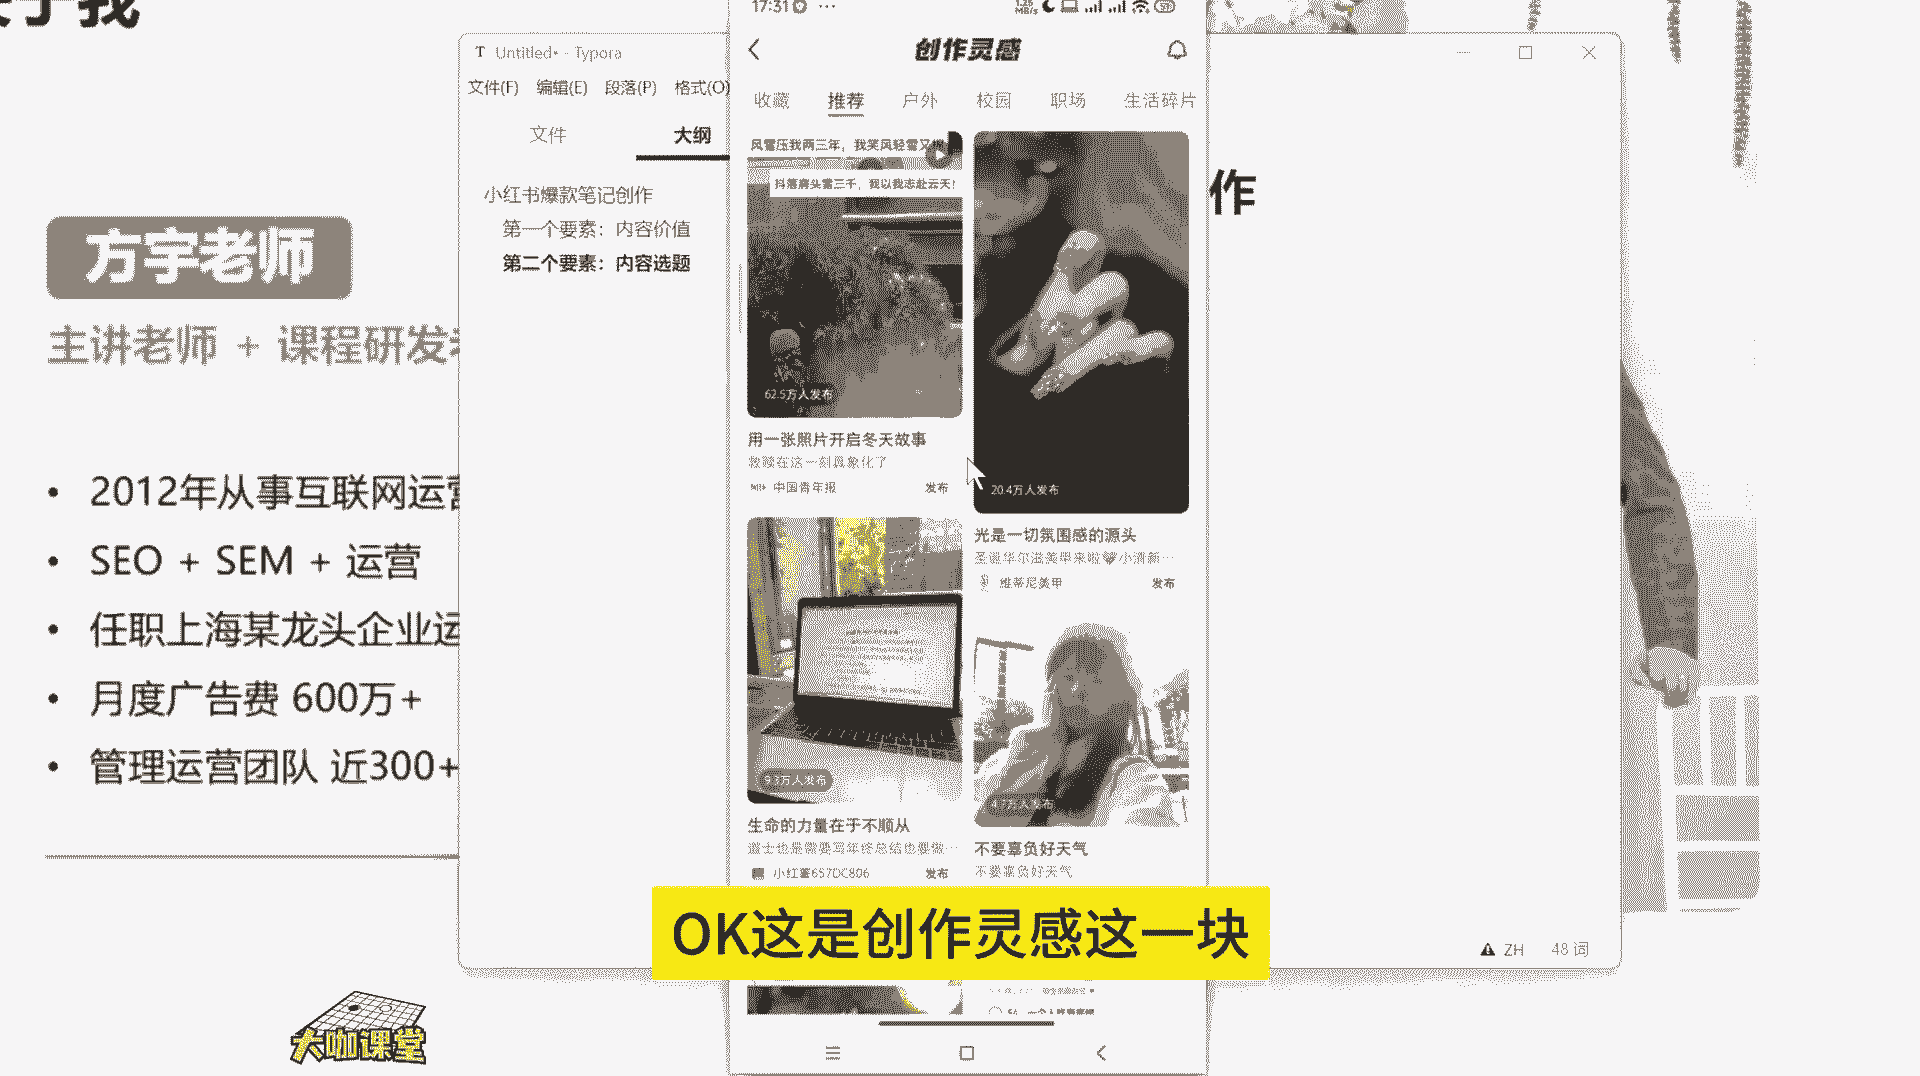 方宇老师
主讲老师 + 课程研发
2012年从事互联网运营
SEO + SEM + 运营
任职上海某龙头企业运
月度广告费 600万+
管理运营团队 近300+
大咖课堂
Untitled• - Typora
文件(F) 编辑(E) 段落(P) 格式(O)
文件 大纲
小红书爆款笔记创作
第一个要素：内容价值
第二个要素：内容选题
作
ZH 48 词
17:31
创作灵感
收藏 推荐 户外 校园 职场 生活碎片
风雪压我两三年，我笑风轻雪又
抖落肩头雪三千，我以我志赴云天！
62.5万人发布
用一张照片开启冬天故事
救赎在这一刻具象化了
中国青年报 发布
20.4万人发布
光是一切氛围感的源头
圣诞华尔滋美甲来啦🖤小清新…
维蒂尼美甲 发布
9.3万人发布
生命的力量在于不顺从
道士也是需要写年终总结也要做…
小红薯657DC806 发布
万人发布
不要辜负好天气
不要辜负好天气
OK这是创作灵感这一块